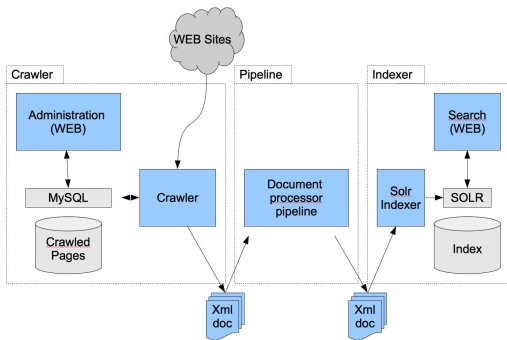 WEB Sites
Crawler
Pipeline
Indexer
Administration
(WEB)
Search
(WEB)
MySQL
Crawler
Document
processor
pipeline
Solr
Indexer
SOLR
Crawled
Pages
Index
Xml
doc
Xml
doc